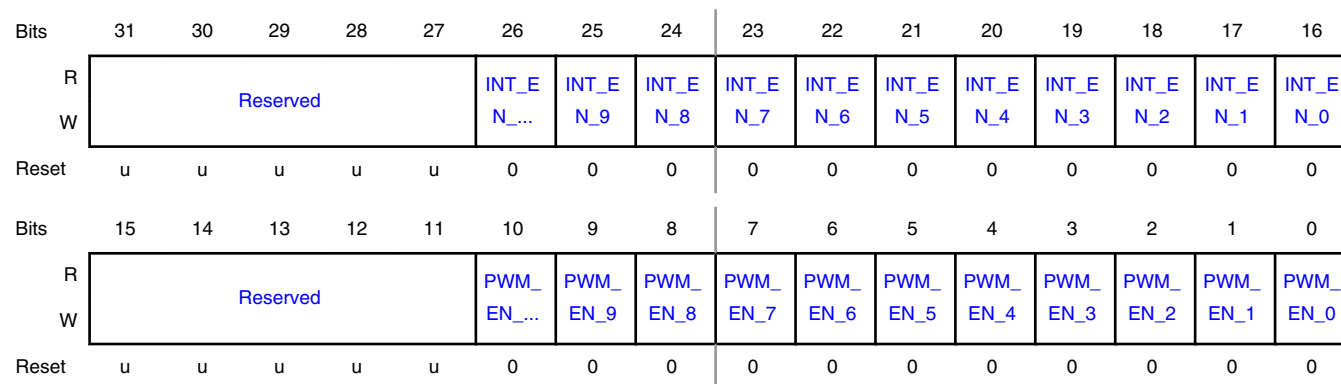 Bits 31 30 29 28 27 26 25 24 23 22 21 20 19 18 17 16
R Reserved INT_E INT_E INT_E INT_E INT_E INT_E INT_E INT_E INT_E INT_E INT_E
W N_... N_9 N_8 N_7 N_6 N_5 N_4 N_3 N_2 N_1 N_0
Reset u u u u u 0 0 0 0 0 0 0 0 0 0 0
Bits 15 14 13 12 11 10 9 8 7 6 5 4 3 2 1 0
R Reserved PWM_ PWM_ PWM_ PWM_ PWM_ PWM_ PWM_ PWM_ PWM_ PWM_ PWM_
W EN_... EN_9 EN_8 EN_7 EN_6 EN_5 EN_4 EN_3 EN_2 EN_1 EN_0
Reset u u u u u 0 0 0 0 0 0 0 0 0 0 0